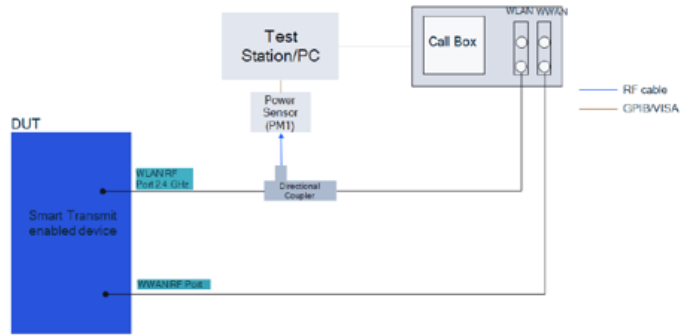 WLAN WWAN
Test
Station/PC
Call Box
RF cable
GPIB/VISA
Power
Sensor
(PM1)
DUT
WLAN RF
Port 2.4 GHz
Directional
Coupler
Smart Transmit
enabled device
WWAN RF Port